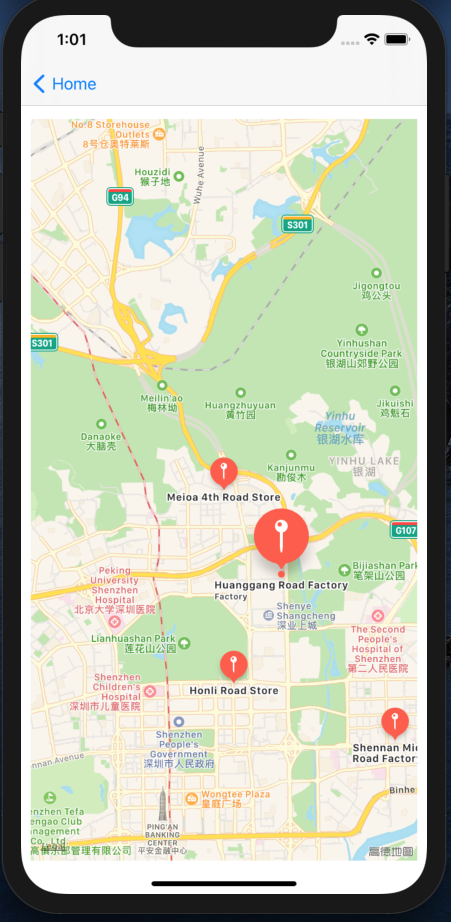 1:01
Home
No.8 Storehouse
Outlets
8号仓奥特莱斯
Houzidi
猴子地
Wuhe Avenue
G94
S301
Jigongtou
鸡公头
S301
Yinhushan
Countryside Park
银湖山郊野公园
Meilin'ao
梅林坳
Huangzhuyuan
黄竹园
Jikuishi
鸡魁石
Yinhu
Reservoir
银湖水库
Danaoke
大脑壳
Kanjunmu
勘俊木
YINHU LAKE
银湖
Meioa 4th Road Store
G107
Peking
University
Shenzhen
Hospital
北京大学深圳医院
Bijiashan Park
笔架山公园
Huanggang Road Factory
Factory
Shenye
Shangcheng
深业上城
Lianhuashan Park
莲花山公园
The Second
People's
Hospital of
Shenzhen
第二人民医院
Honli Road Store
Shenzhen
Children's
Hospital
深圳市儿童医院
Shenzhen
People's
Government
深圳市人民政府
Shennan Mi
Road Factor
nnan Avenue
Binhe
Wongtee Plaza
皇庭广场
nzhen Tefa
engao Club
anagement
Co., Ltd
高俱乐部管理有限公司
PING'AN
BANKING
CENTER
平安金融中心
高德地图